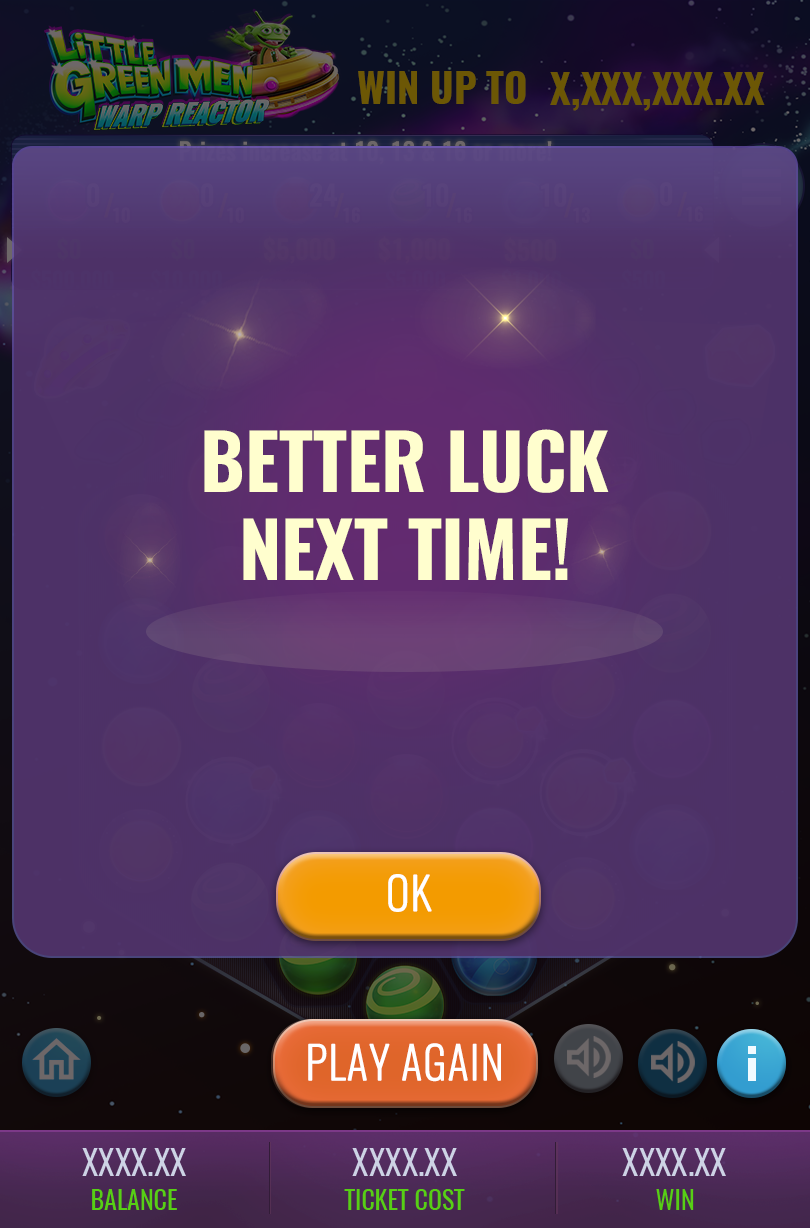 LITTLE
GREEN MEN
WARP REACTOR
WIN UP TO X,XXX,XXX.XX
BETTER LUCK
NEXT TIME!
OK
PLAY AGAIN
i
XXXX.XX XXXX.XX XXXX.XX
BALANCE TICKET COST WIN